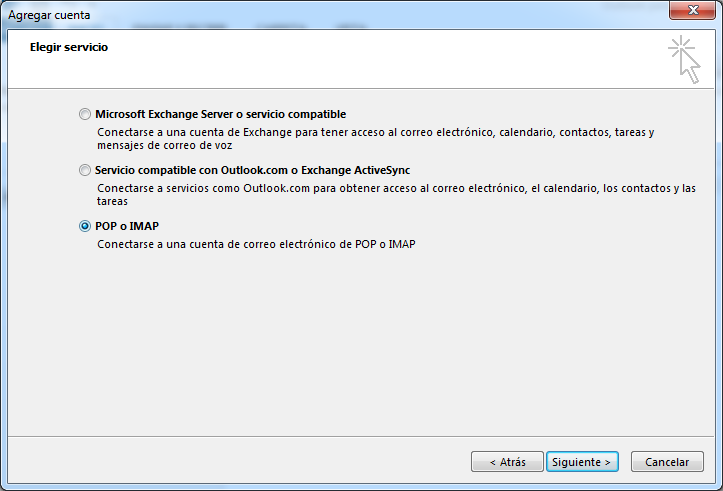 Agregar cuenta
Elegir servicio
Microsoft Exchange Server o servicio compatible
Conectarse a una cuenta de Exchange para tener acceso al correo electrónico, calendario, contactos, tareas y
mensajes de correo de voz
Servicio compatible con Outlook.com o Exchange ActiveSync
Conectarse a servicios como Outlook.com para obtener acceso al correo electrónico, el calendario, los contactos y las
tareas
POP o IMAP
Conectarse a una cuenta de correo electrónico de POP o IMAP
< Atrás
Siguiente >
Cancelar